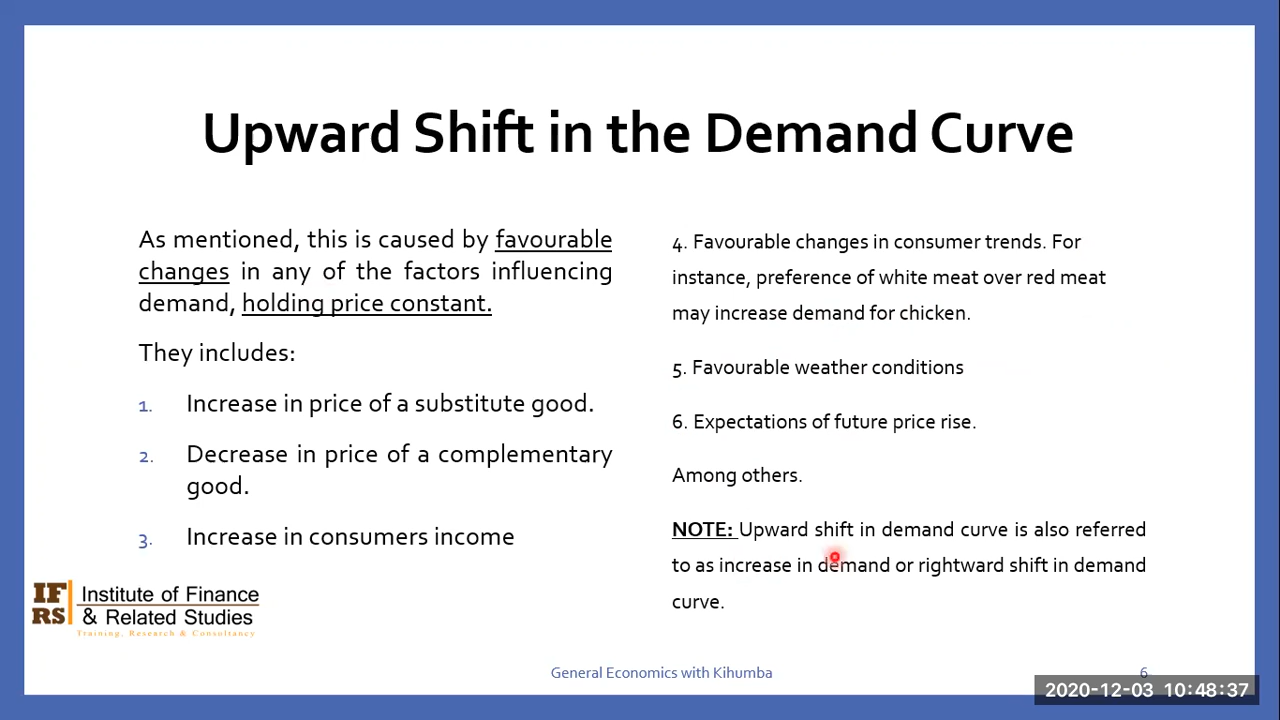 Upward Shift in the Demand Curve
As mentioned, this is caused by favourable
changes in any of the factors influencing
demand, holding price constant.
They includes:
1. Increase in price of a substitute good.
2. Decrease in price of a complementary
good.
3. Increase in consumers income
4. Favourable changes in consumer trends. For
instance, preference of white meat over red meat
may increase demand for chicken.
5. Favourable weather conditions
6. Expectations of future price rise.
Among others.
NOTE: Upward shift in demand curve is also referred
to as increase in demand or rightward shift in demand
curve.
IF RS Institute of Finance
& Related Studies
Training, Research & Consultancy
General Economics with Kihumba
6
2020-12-03 10:48:37